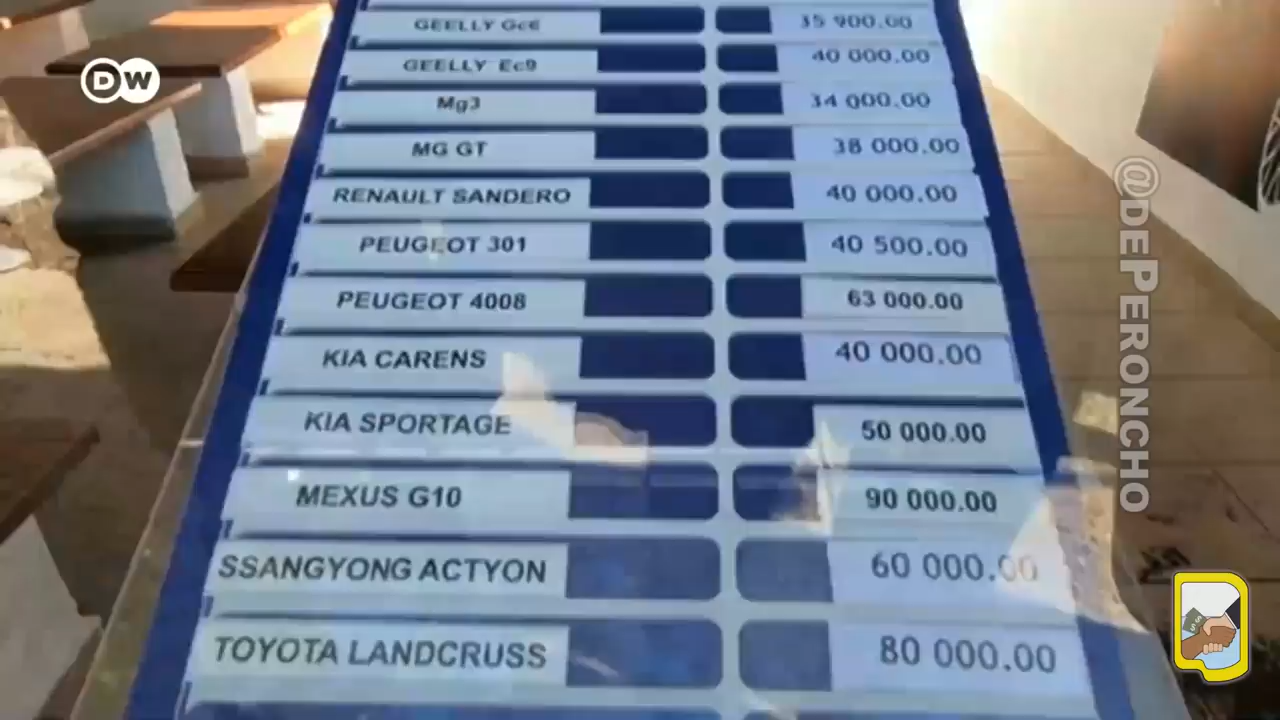 DW
GEELLY Gc6 35 900.00
GEELLY Ec9 40 000.00
Mg3 34 000.00
MG GT 38 000.00
RENAULT SANDERO 40 000.00
PEUGEOT 301 40 500.00
PEUGEOT 4008 63 000.00
KIA CARENS 40 000.00
KIA SPORTAGE 50 000.00
MEXUS G10 90 000.00
SSANGYONG ACTYON 60 000.00
TOYOTA LANDCRUSS 80 000.00
@DEPERONCHO